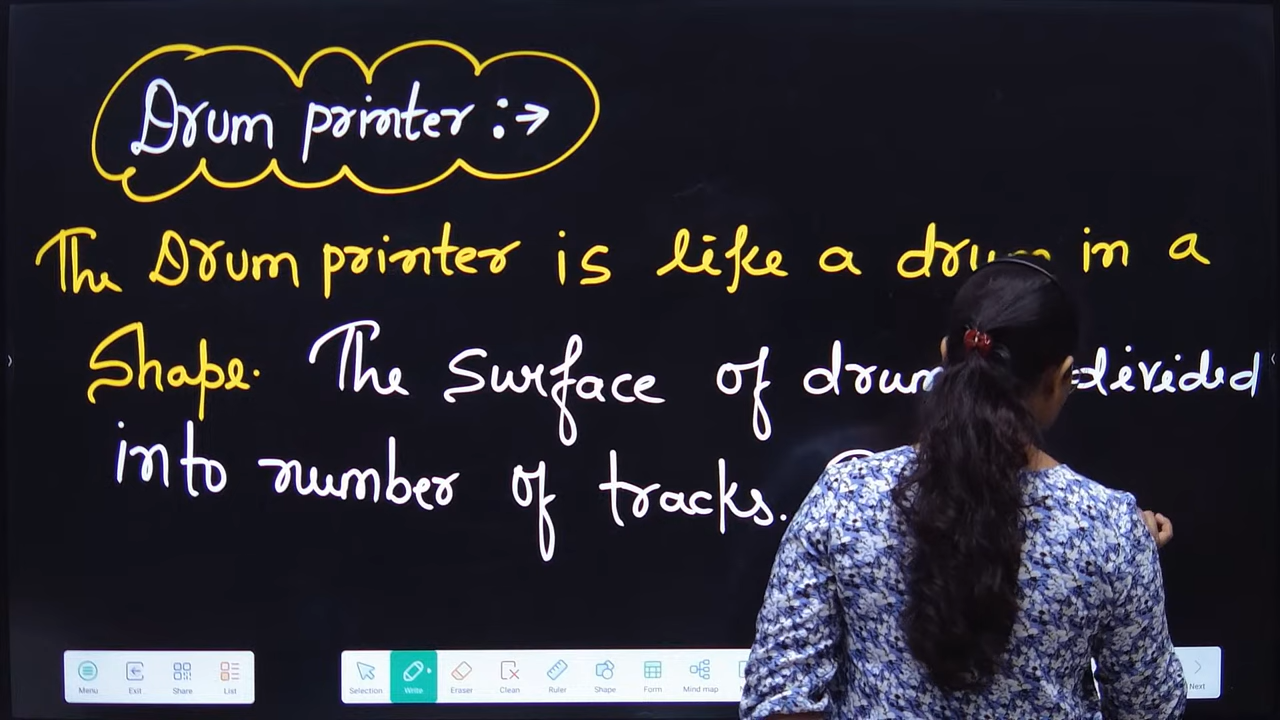 Drum printer :→
The Drum printer is like a drum in a
Shape. The Surface of drum divided
into number of tracks.
Menu Exit Share List Selection Write Eraser Clean Ruler Shape Form Mind map Next